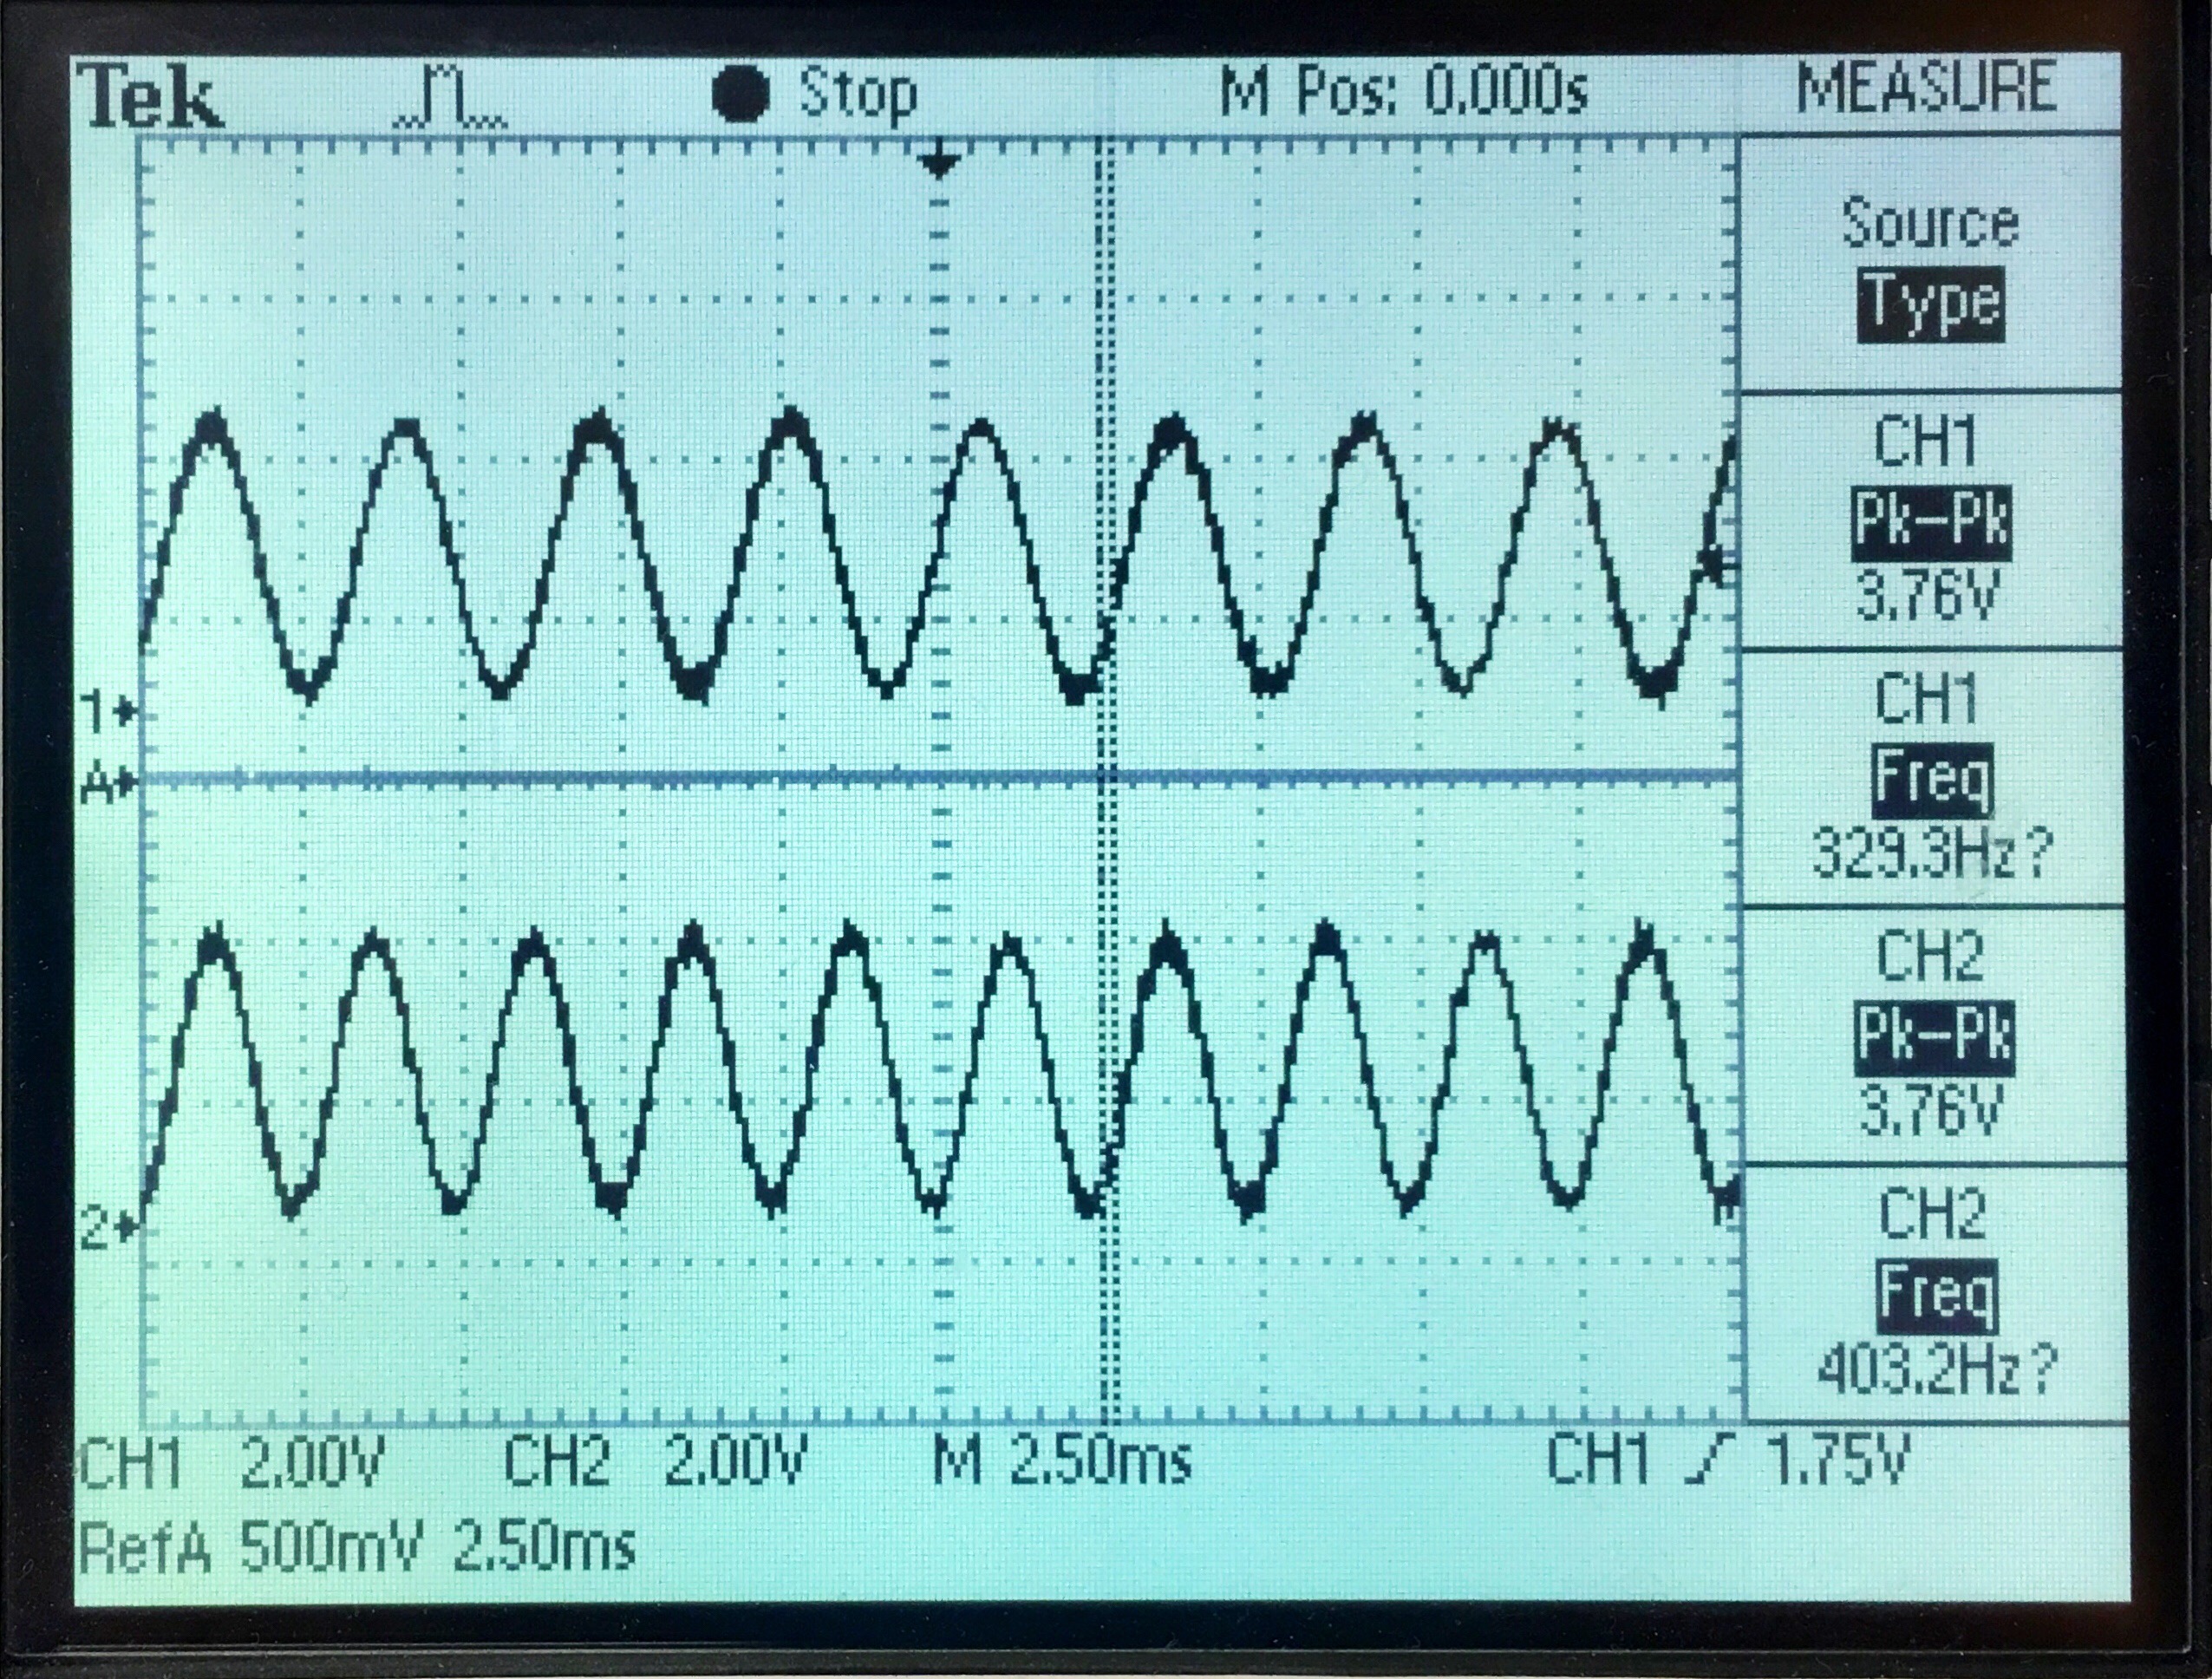 Tek Stop M Pos: 0.000s MEASURE
Source
Type
CH1
Pk-Pk
3.76V
CH1
Freq
329.3Hz?
CH2
Pk-Pk
3.76V
CH2
Freq
403.2Hz?
1
A
2
CH1 2.00V CH2 2.00V M 2.50ms CH1 1.75V
RefA 500mV 2.50ms